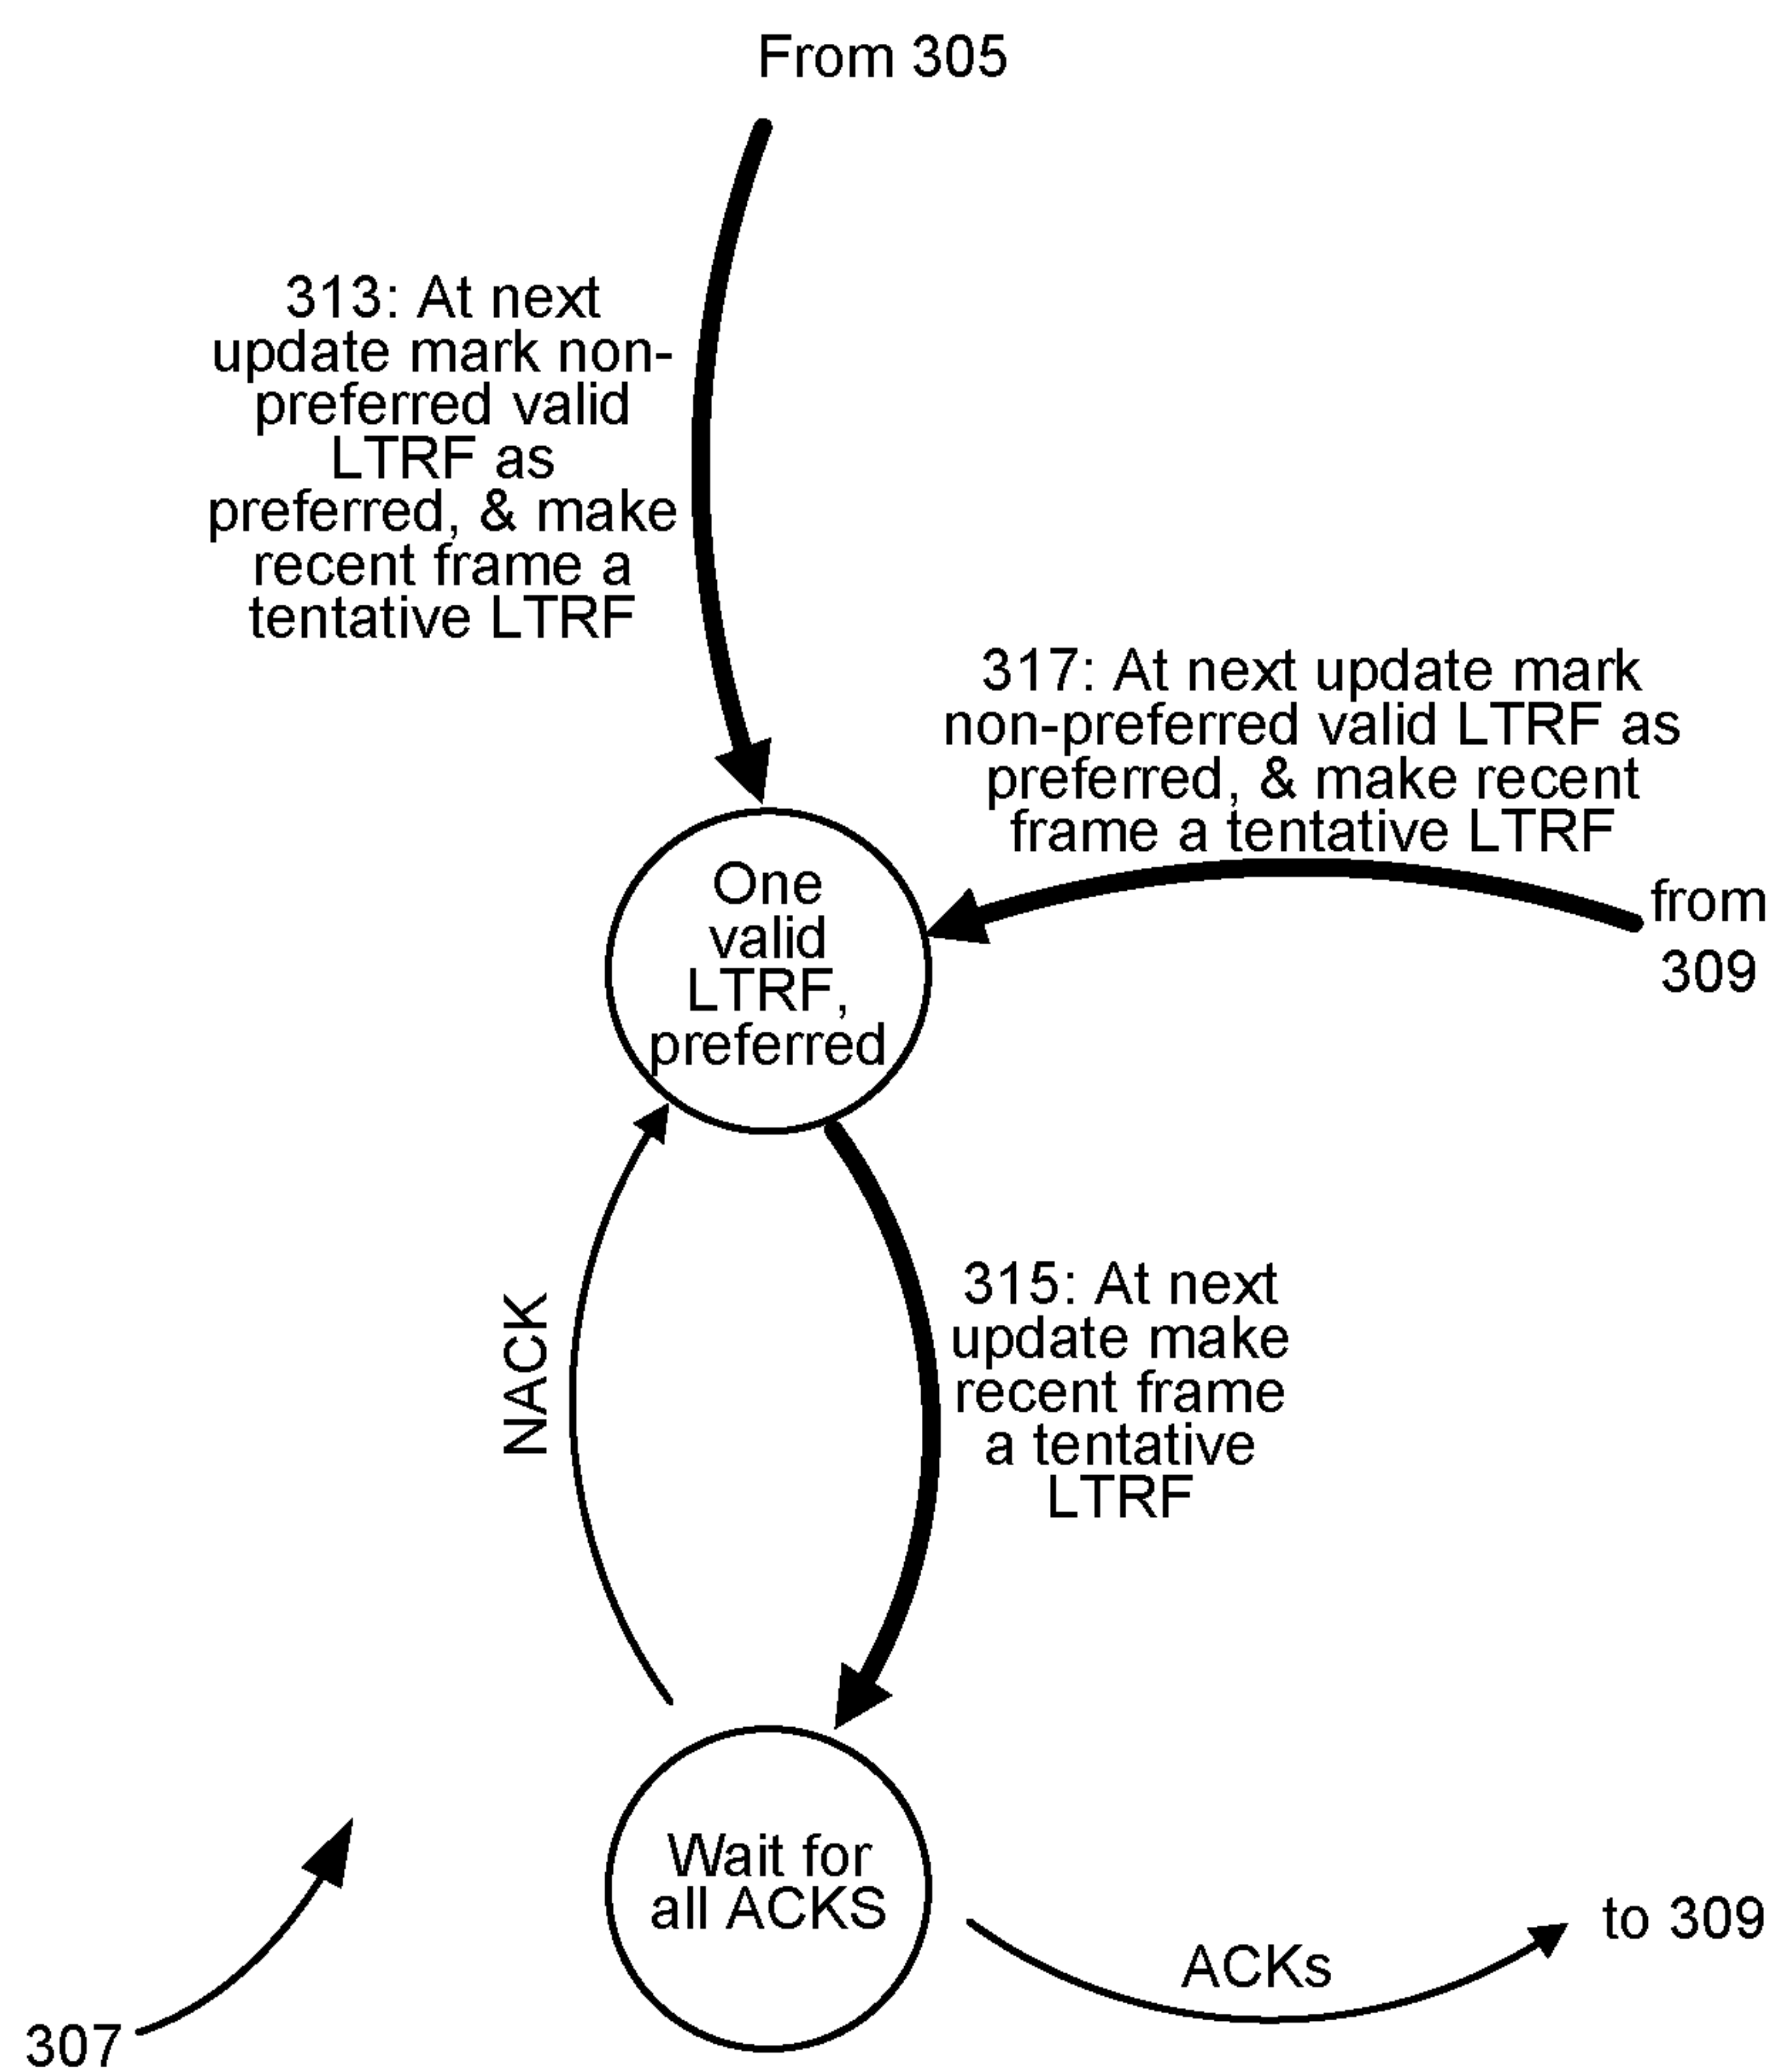 From 305
313: At next
update mark non-
preferred valid
LTRF as
preferred, & make
recent frame a
tentative LTRF
317: At next update mark
non-preferred valid LTRF as
preferred, & make recent
frame a tentative LTRF
from
309
One
valid
LTRF,
preferred
NACK
315: At next
update make
recent frame
a tentative
LTRF
Wait for
all ACKS
ACKs
to 309
307